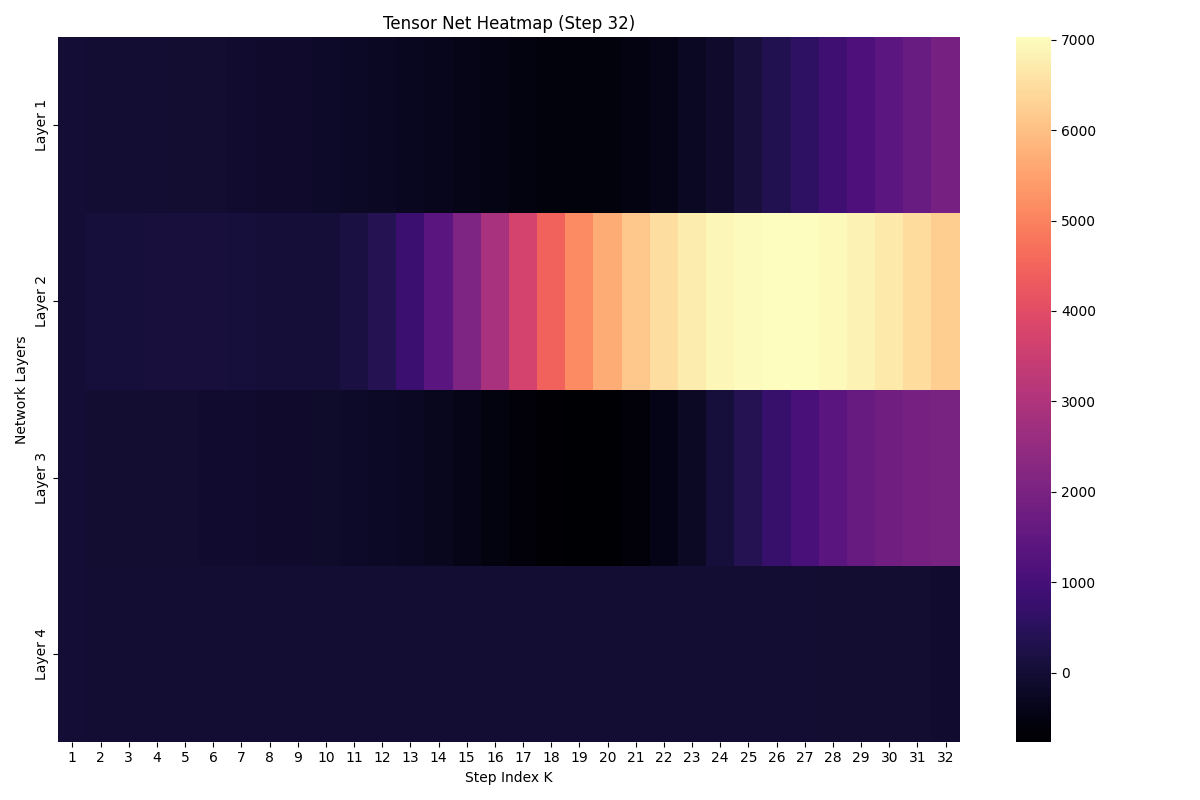 Tensor Net Heatmap (Step 32)
Network Layers
Layer 1
Layer 2
Layer 3
Layer 4
1 2 3 4 5 6 7 8 9 10 11 12 13 14 15 16 17 18 19 20 21 22 23 24 25 26 27 28 29 30 31 32
Step Index K
7000
6000
5000
4000
3000
2000
1000
0